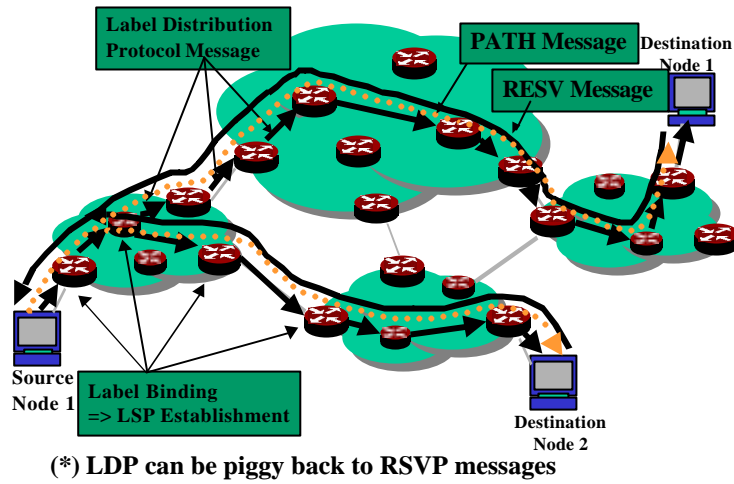 Label Distribution
Protocol Message
PATH Message
Destination
Node 1
RESV Message
Source
Node 1
Label Binding
=> LSP Establishment
Destination
Node 2
(*) LDP can be piggy back to RSVP messages